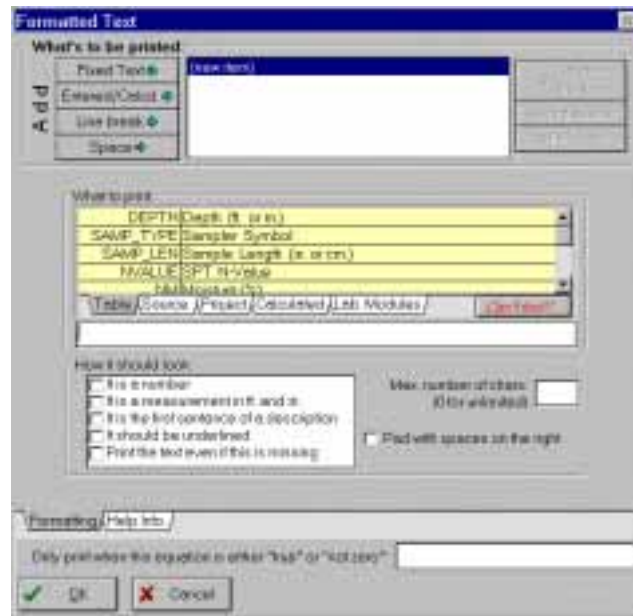 Formatted Text
What's to be printed
Add
Fixed Text
Entered/Calcd.
Line break
Space
(new item)
What to print
DEPTH Depth (ft. or m.)
SAMP_TYPE Sampler Symbol
SAMP_LEN Sample Length (in. or cm.)
NVALUE SPT N-Value
NM Moisture (%)
Table Source Project Calculated Lab Modules
How it should look
It is a number
It is a measurement in ft. and in.
It is the first sentence of a description
It should be underlined
Print the text even if this is missing
Max. number of chars.
(0 for unlimited)
Pad with spaces on the right
Formatting Help Info
Only print when this equation is either "true" or "not zero":
OK Cancel